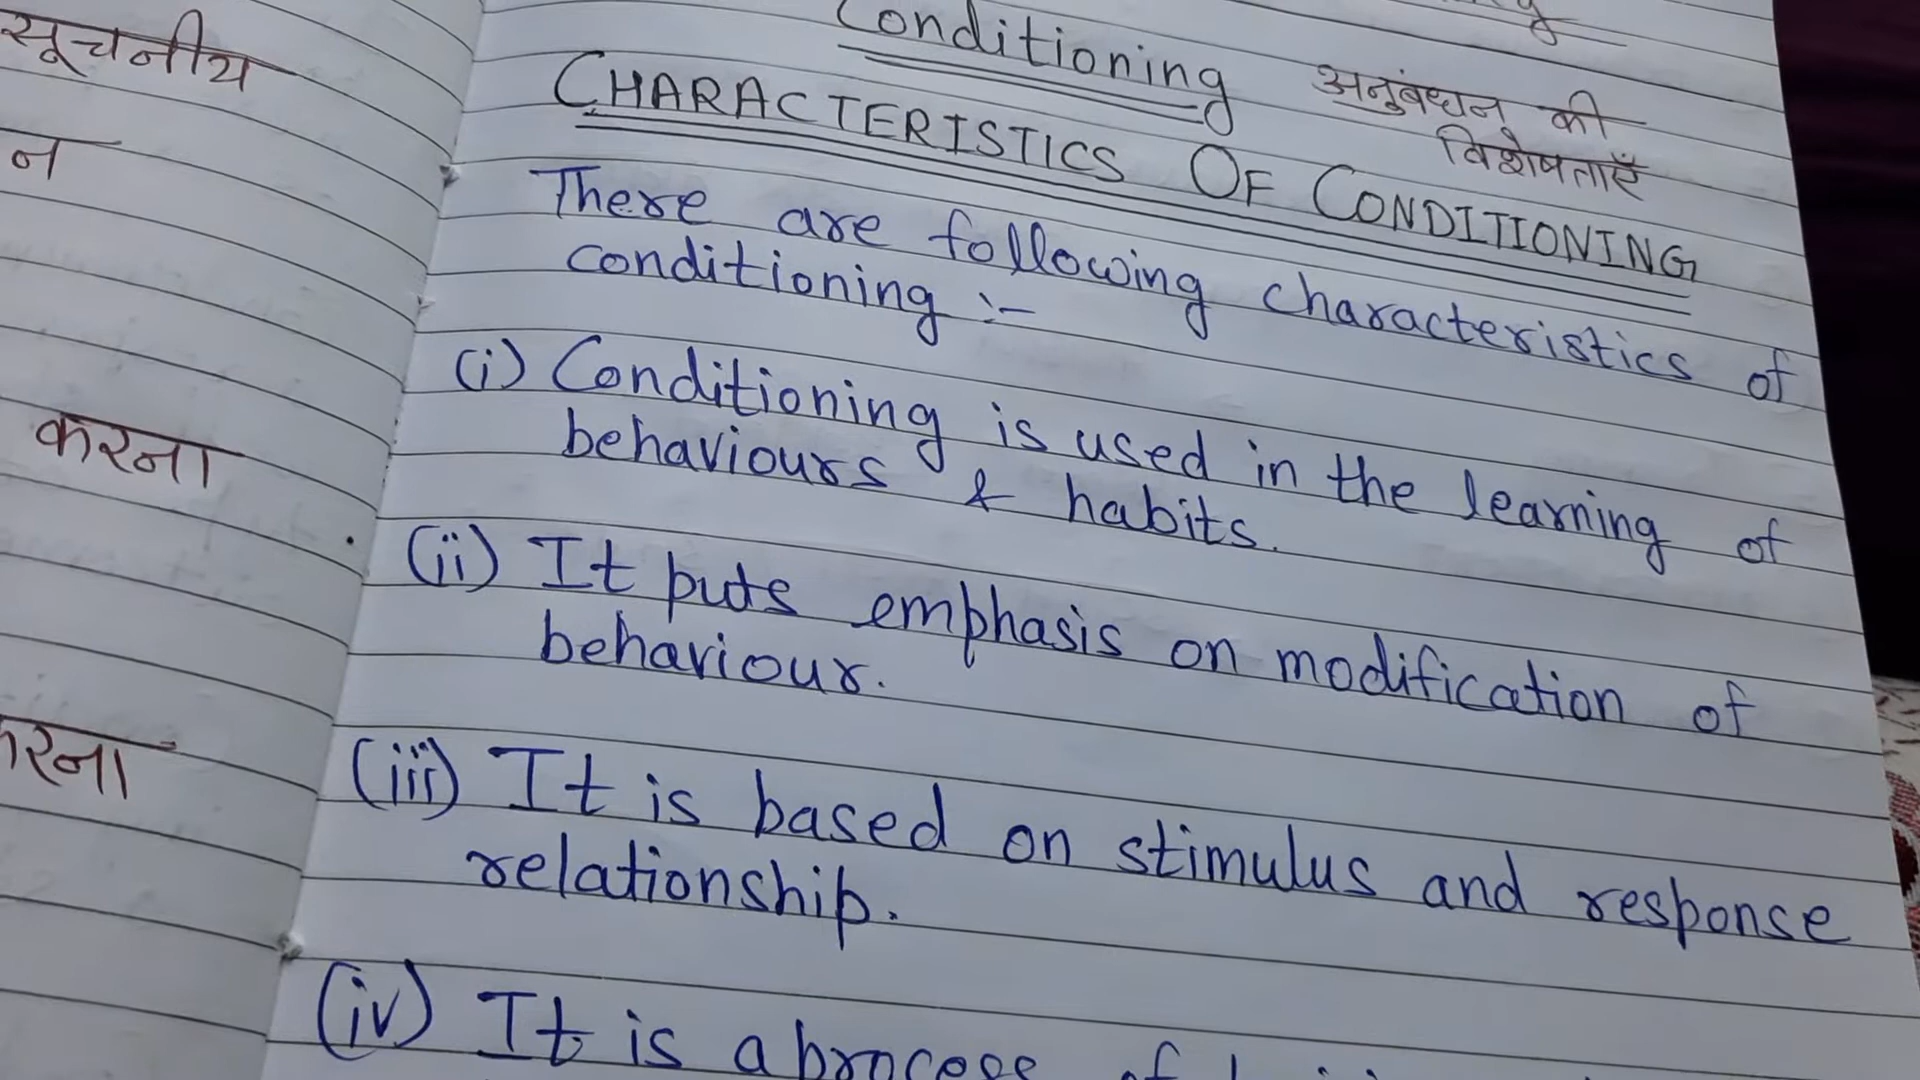 सूचनीय
न
करना
रना
Conditioning
अनुबंधन की
विशेषताएँ
CHARACTERISTICS OF CONDITIONING
There are following characteristics of
conditioning :-
(i) Conditioning is used in the learning of
behaviours & habits.
(ii) It puts emphasis on modification of
behaviour.
(iii) It is based on stimulus and response
relationship.
(iv) It is a process of